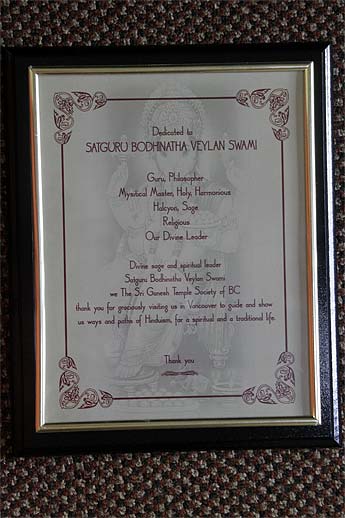 Dedicated to
SATGURU BODHINATHA VEYLAN SWAMI
Guru, Philosopher
Mysitical Master, Holy, Harmonious
Halcyon, Sage
Religious
Our Divine Leader
Divine sage and spiritual leader
Satguru Bodhinatha Veylan Swami
we The Sri Ganesh Temple Society of BC
thank you for graciously visiting us in Vancouver to guide and show
us ways and paths of Hinduism, for a spiritual and a traditional life.
Thank you